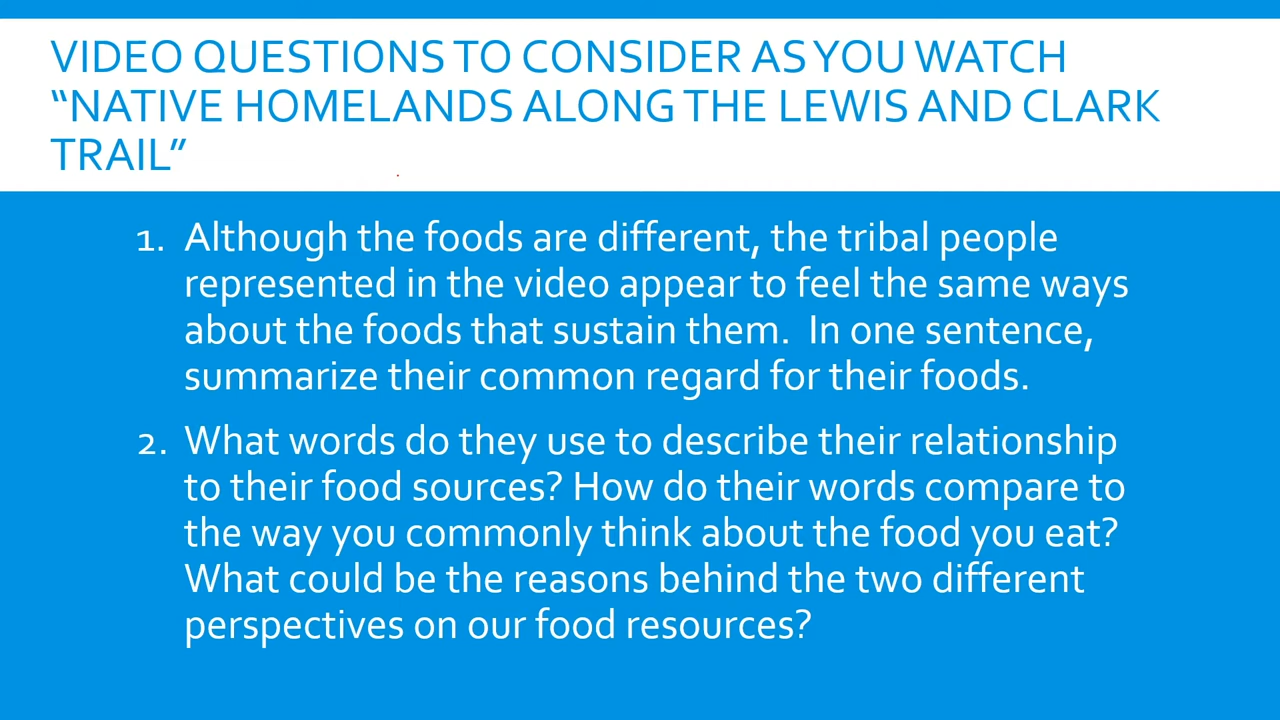 VIDEO QUESTIONS TO CONSIDER AS YOU WATCH
“NATIVE HOMELANDS ALONG THE LEWIS AND CLARK
TRAIL”
1. Although the foods are different, the tribal people
represented in the video appear to feel the same ways
about the foods that sustain them.  In one sentence,
summarize their common regard for their foods.
2. What words do they use to describe their relationship
to their food sources? How do their words compare to
the way you commonly think about the food you eat?
What could be the reasons behind the two different
perspectives on our food resources?